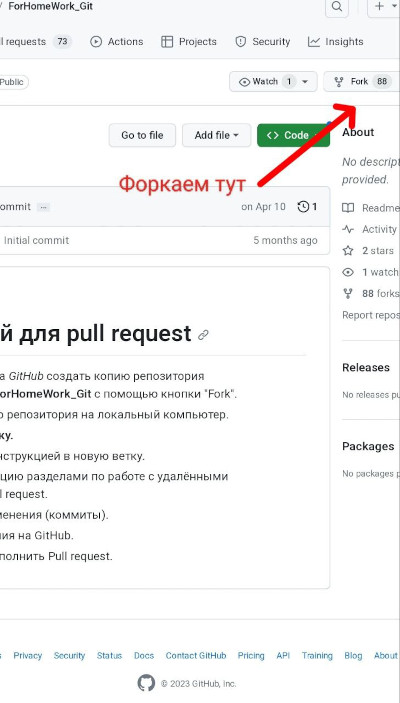 / ForHomeWork_Git
requests 73 Actions Projects Security Insights
Public Watch 1 Fork 88
Go to file Add file Code
About
Форкаем тут
No
provided.
on Apr 10 1
Readme
Initial commit 5 months ago
Activity
2 stars
1 watch
88 forks
Report
й для pull request
а GitHub создать копию репозитория
orHomeWork_Git с помощью кнопки "Fork".
Releases
о репозитория на локальный компьютер.
No releases
ку.
нструкцией в новую ветку.
Packages
цию разделами по работе с удалёнными
l request.
No packages
менения (коммиты).
ия на GitHub.
полнить Pull request.
s Privacy Security Status Docs Contact GitHub Pricing API Training Blog About
© 2023 GitHub, Inc.